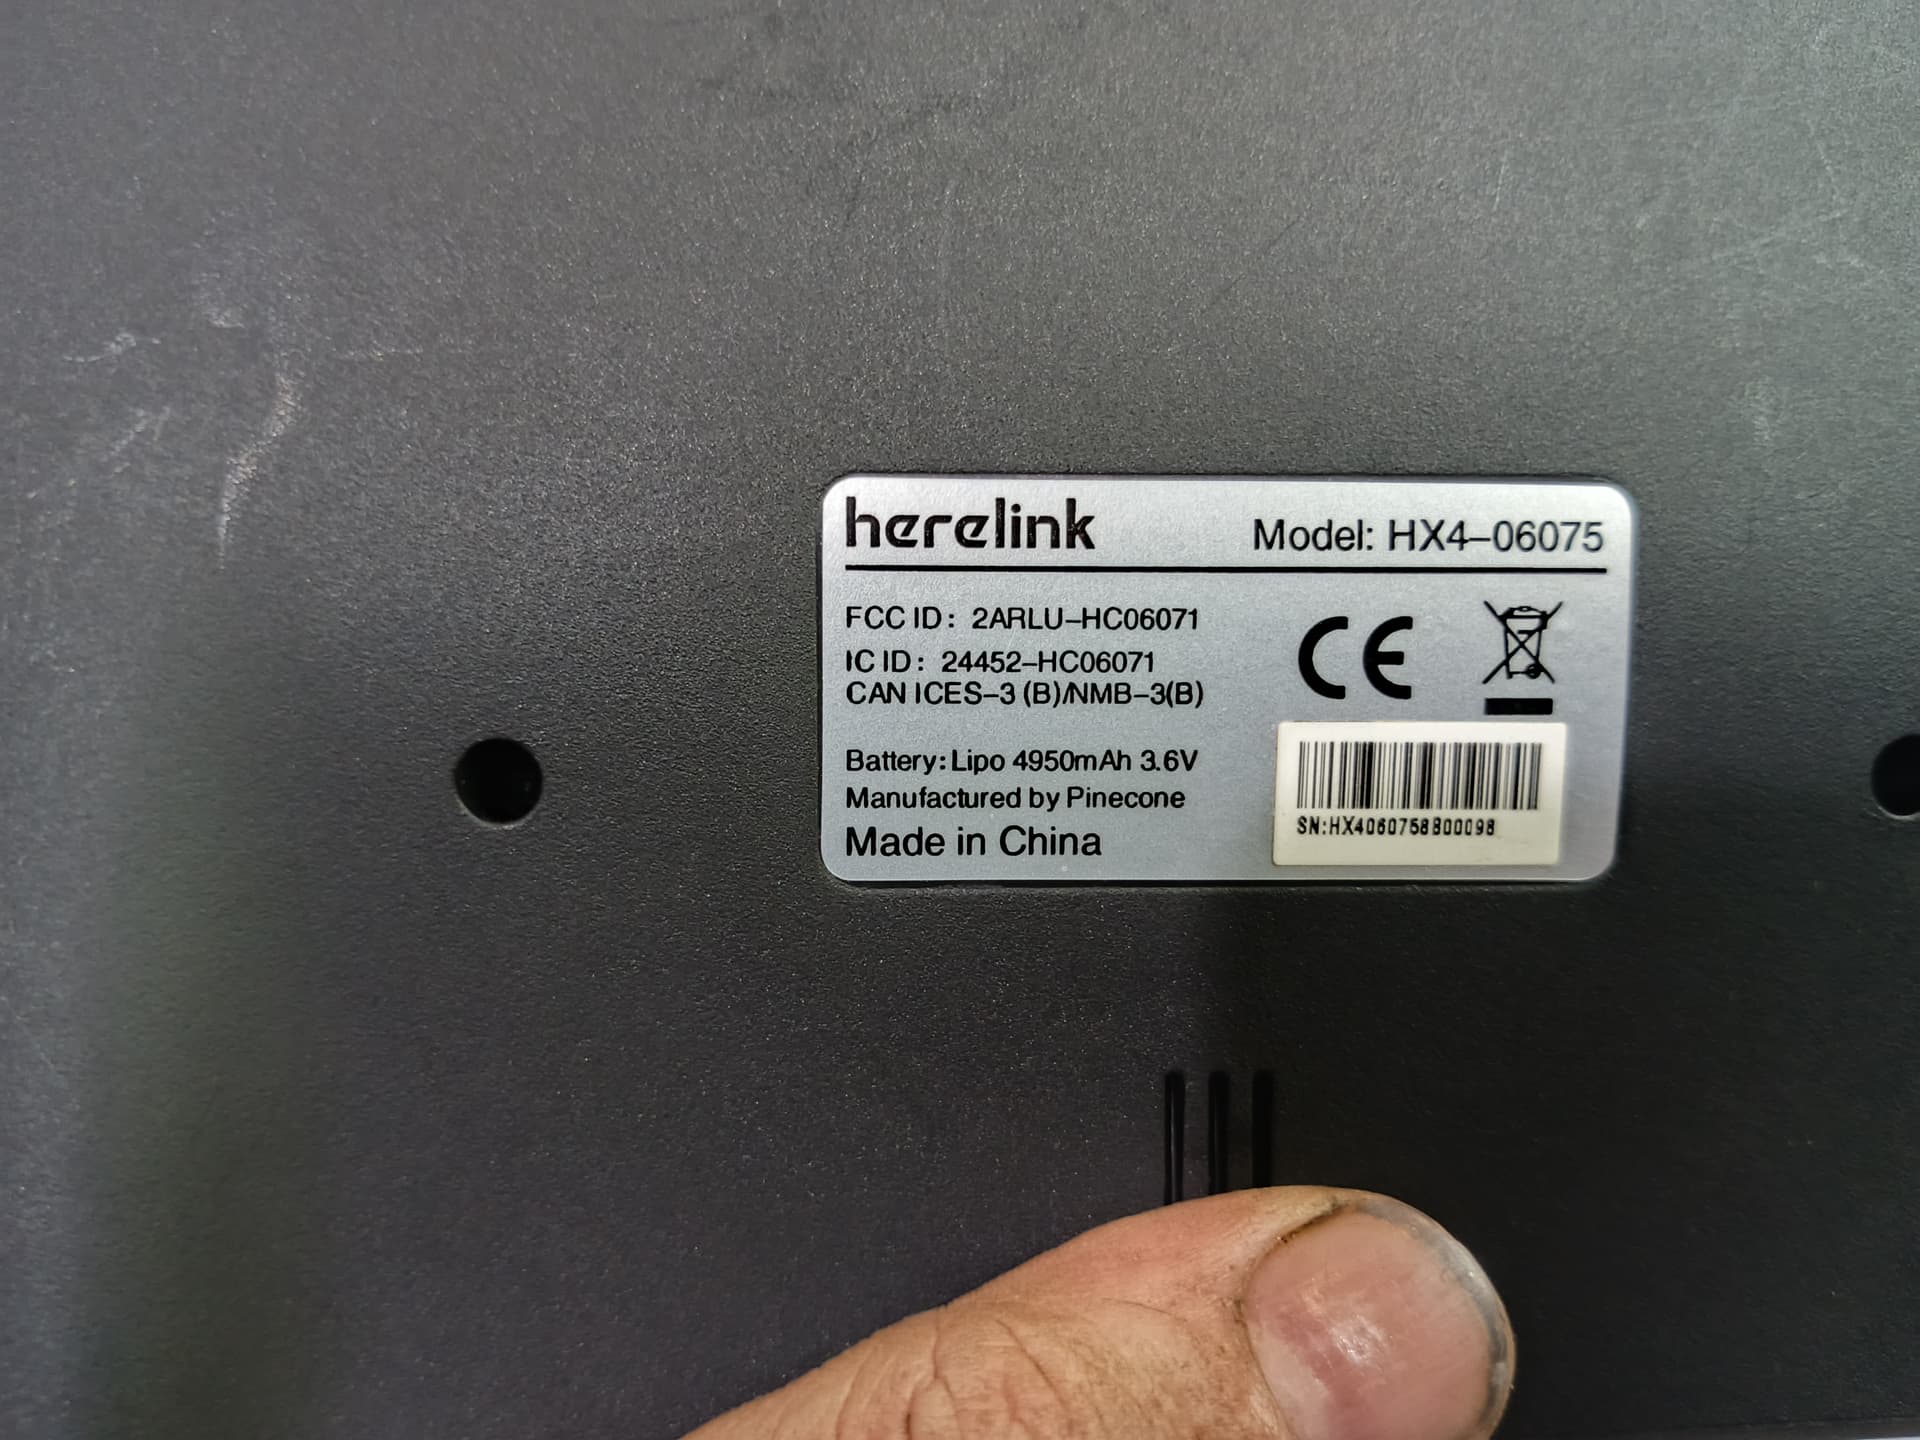 herelink
Model: HX4-06075
FCC ID: 2ARLU-HC06071
IC ID: 24452-HC06071
CAN ICES-3 (B)/NMB-3(B)
CE
Battery: Lipo 4950mAh 3.6V
Manufactured by Pinecone
Made in China
SN:HX4060758B00098